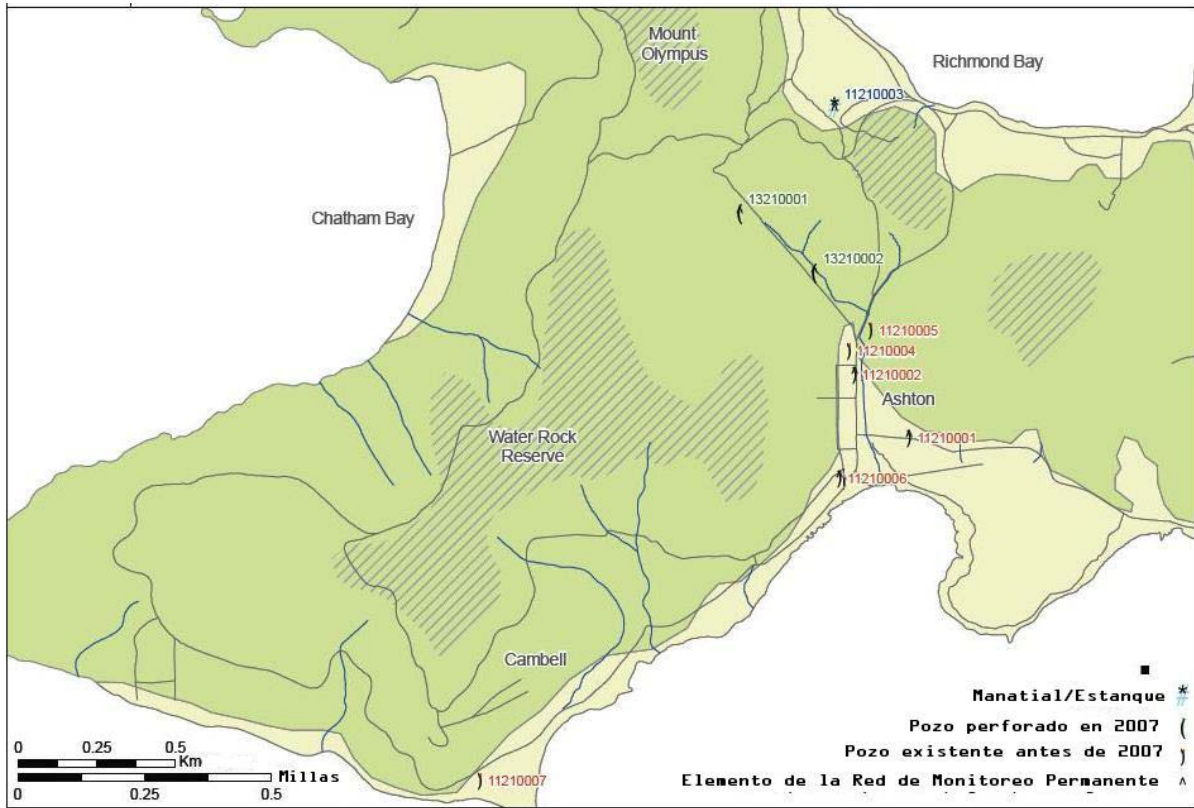 Mount
Olympus
Richmond Bay
11210003
Chatham Bay
13210001
13210002
11210005
11210004
11210002
Ashton
11210001
Water Rock
Reserve
11210006
Cambell
11210007
Manatial/Estanque
Pozo perforado en 2007
Pozo existente antes de 2007
Elemento de la Red de Monitoreo Permanente
0 0.25 0.5
Km
Millas
0 0.25 0.5